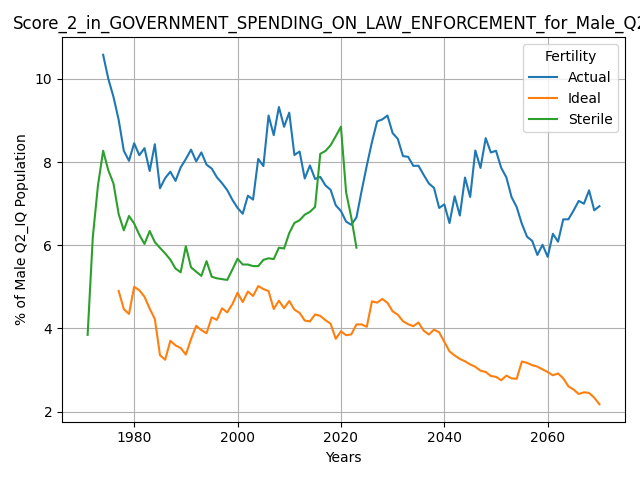 Score_2_in_GOVERNMENT_SPENDING_ON_LAW_ENFORCEMENT_for_Male_Q2
Fertility
Actual
Ideal
Sterile
% of Male Q2_IQ Population
10
8
6
4
2
1980 2000 2020 2040 2060
Years